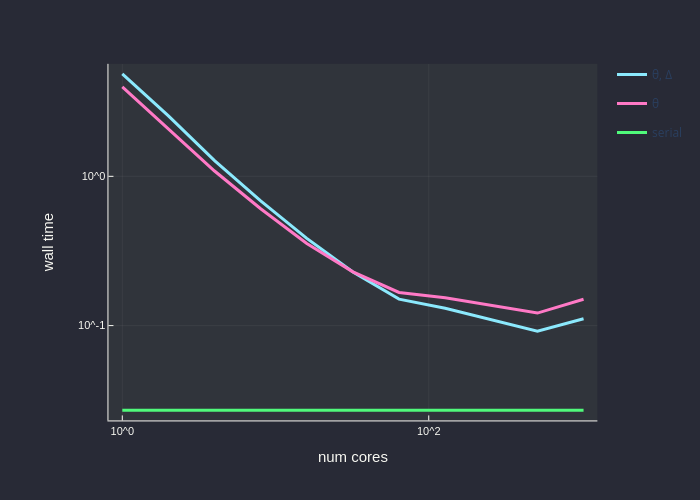 θ, Δ
θ
serial
10^0
10^-1
wall time
10^0
10^2
num cores